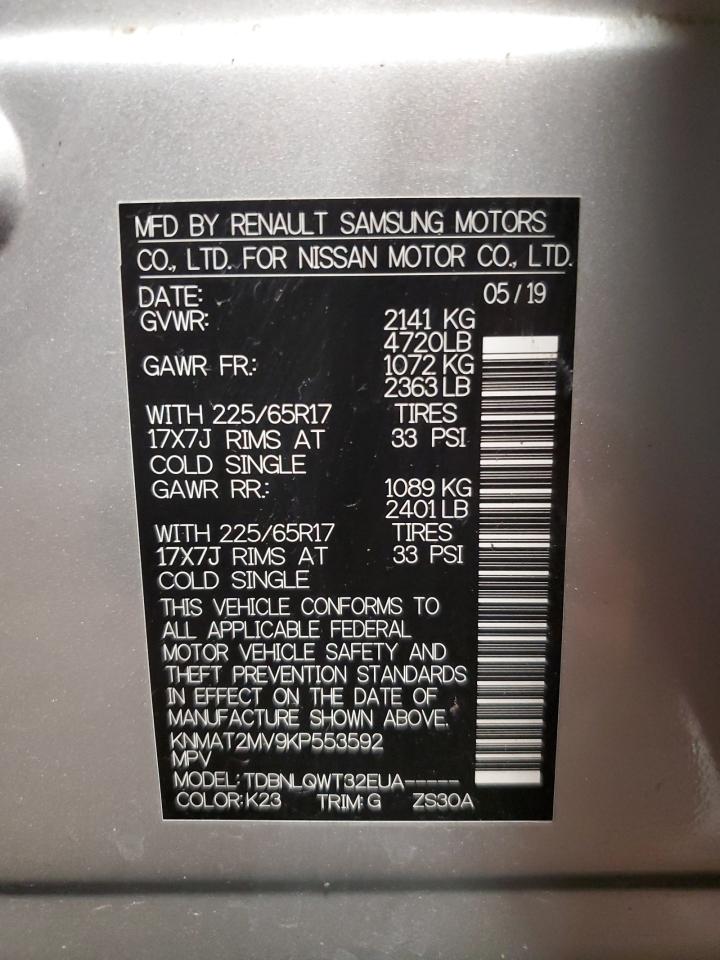 MFD BY RENAULT SAMSUNG MOTORS
CO., LTD. FOR NISSAN MOTOR CO., LTD.
DATE: 05/19
GVWR: 2141 KG
4720LB
GAWR FR.: 1072 KG
2363 LB
WITH 225/65R17 TIRES
17X7J RIMS AT 33 PSI
COLD SINGLE
GAWR RR.: 1089 KG
2401 LB
WITH 225/65R17 TIRES
17X7J RIMS AT 33 PSI
COLD SINGLE
THIS VEHICLE CONFORMS TO
ALL APPLICABLE FEDERAL
MOTOR VEHICLE SAFETY AND
THEFT PREVENTION STANDARDS
IN EFFECT ON THE DATE OF
MANUFACTURE SHOWN ABOVE.
KNMAT2MV9KP553592
MPV
MODEL: TDBNLQWT32EUA-----
COLOR: K23 TRIM: G ZS30A